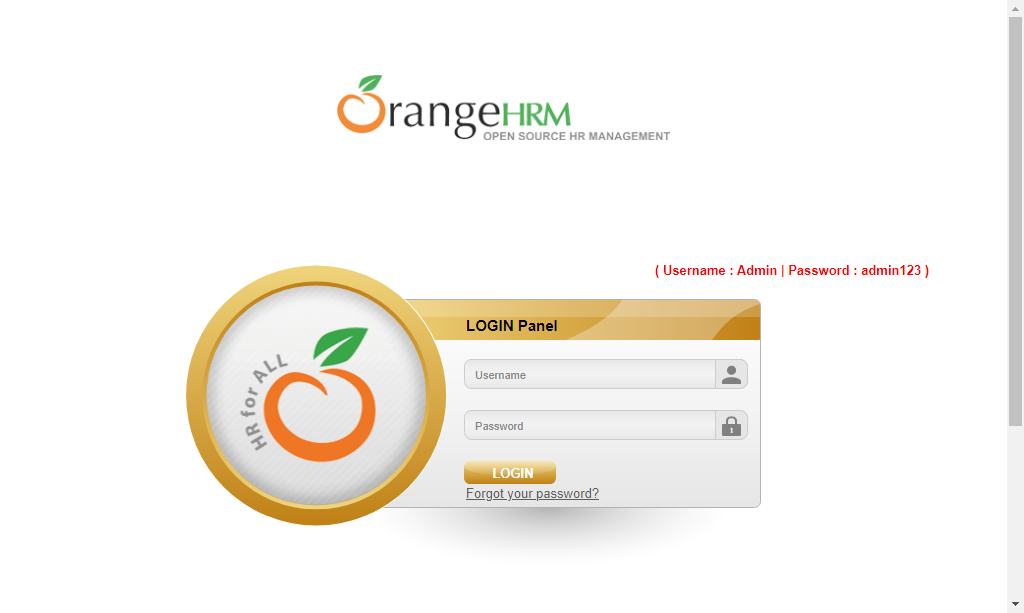 OrangeHRM
OPEN SOURCE HR MANAGEMENT
( Username : Admin | Password : admin123 )
LOGIN Panel
HR for ALL
Username
Password
LOGIN
Forgot your password?